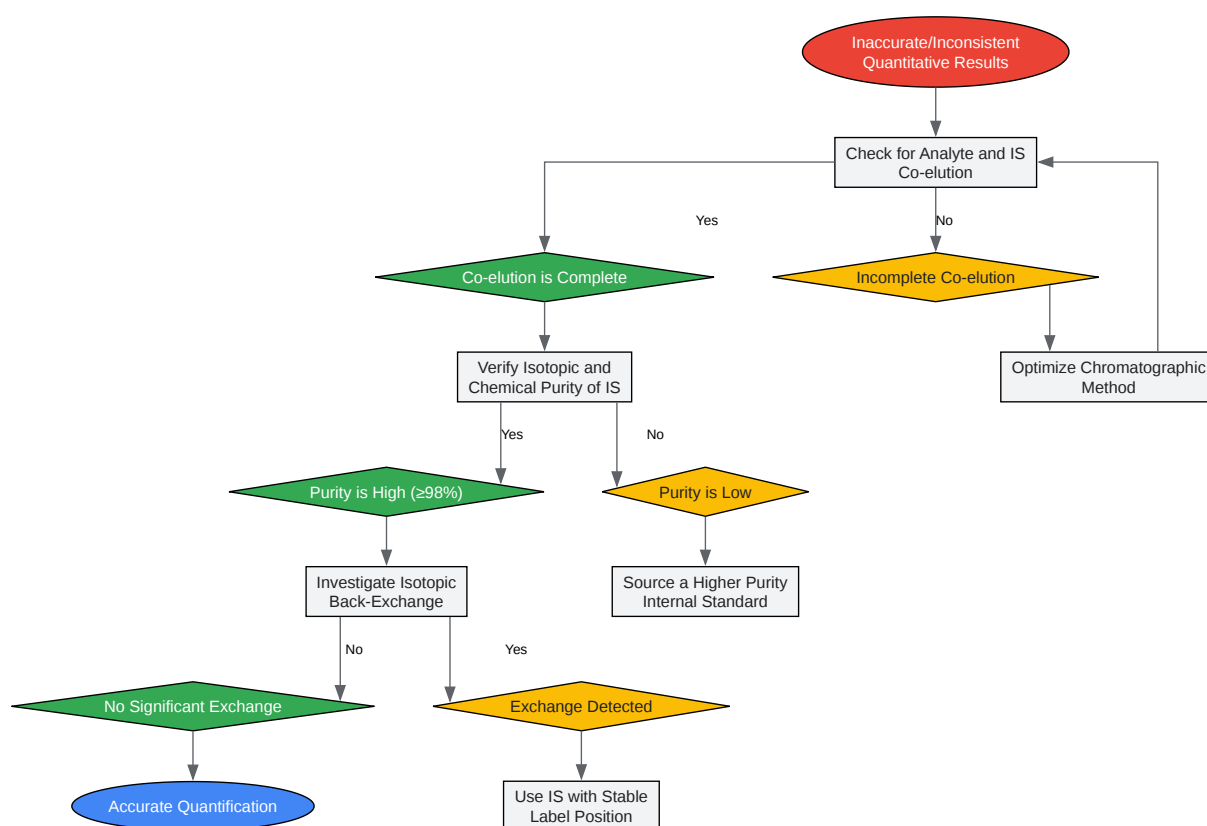 Inaccurate/Inconsistent
Quantitative Results
Check for Analyte and IS
Co-elution
Yes
No
Co-elution is Complete
Incomplete Co-elution
Verify Isotopic and
Chemical Purity of IS
Optimize Chromatographic
Method
Yes
No
Purity is High (≥98%)
Purity is Low
Investigate Isotopic
Back-Exchange
Source a Higher Purity
Internal Standard
No
Yes
No Significant Exchange
Exchange Detected
Accurate Quantification
Use IS with Stable
Label Position